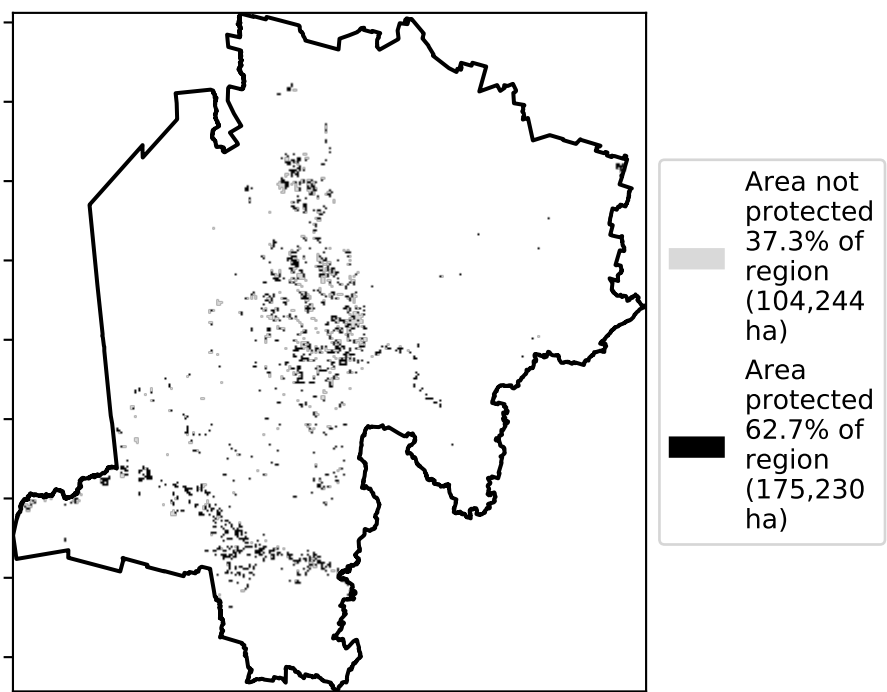 Area not
protected
37.3% of
region
(104,244
ha)
Area
protected
62.7% of
region
(175,230
ha)